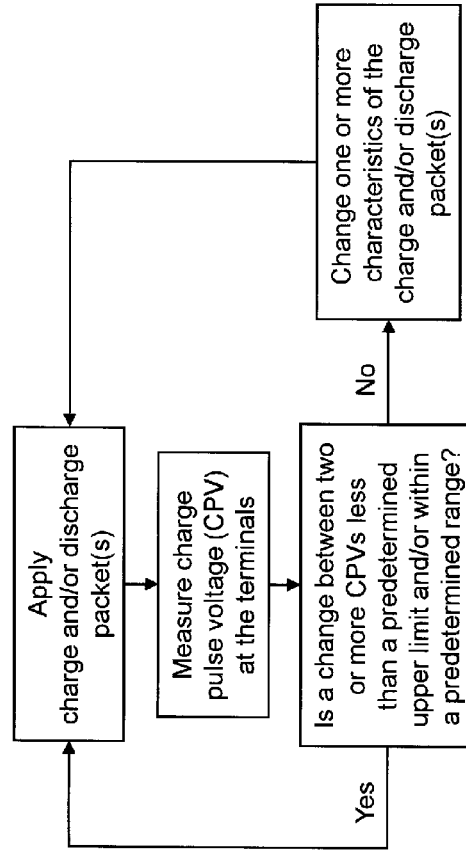 Apply
charge and/or discharge
packet(s)
Measure charge
pulse voltage (CPV)
at the terminals
Is a change between two
or more CPVs less
than a predetermined
upper limit and/or within
a predetermined range?
Yes
No
Change one or more
characteristics of the
charge and/or discharge
packet(s)